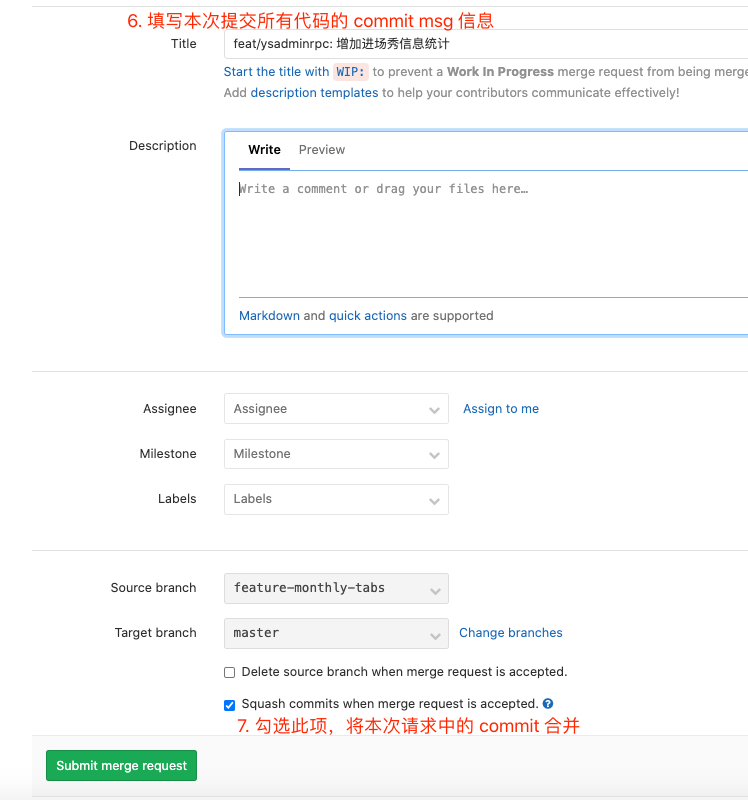 6. 填写本次提交所有代码的 commit msg 信息
Title
feat/ysadminrpc: 增加进场秀信息统计
Start the title with WIP: to prevent a Work In Progress merge request from being merge
Add description templates to help your contributors communicate effectively!
Description
Write Preview
Write a comment or drag your files here…
Markdown and quick actions are supported
Assignee Assignee Assign to me
Milestone Milestone
Labels Labels
Source branch feature-monthly-tabs
Target branch master Change branches
Delete source branch when merge request is accepted.
Squash commits when merge request is accepted. ?
7. 勾选此项，将本次请求中的 commit 合并
Submit merge request